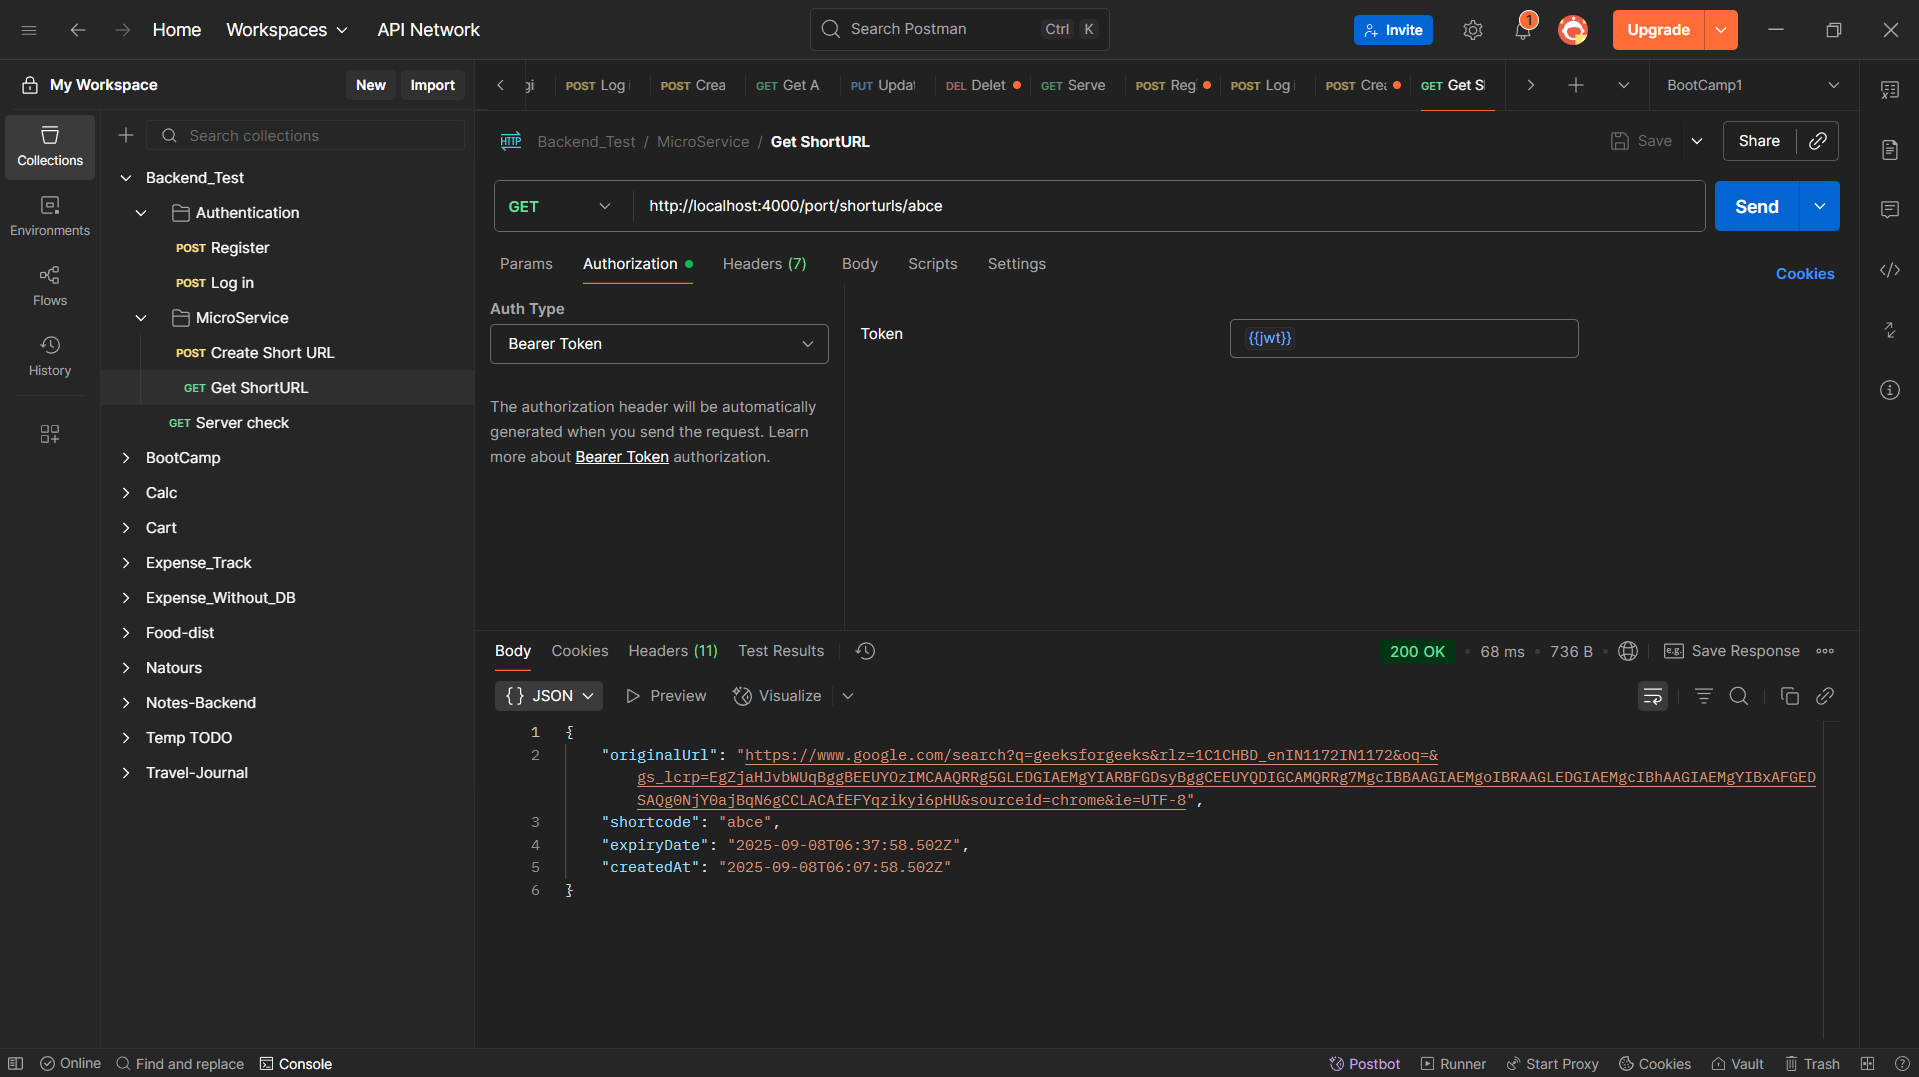 Home Workspaces API Network Search Postman Ctrl K Invite 1 Upgrade
My Workspace New Import
POST Log POST Crea GET Get A PUT Updat DEL Delet GET Serve POST Reg POST Log POST Cre GET Get S BootCamp1
Collections
Environments
Flows
History
Search collections
Backend_Test
Authentication
POST Register
POST Log in
MicroService
POST Create Short URL
GET Get ShortURL
GET Server check
BootCamp
Calc
Cart
Expense_Track
Expense_Without_DB
Food-dist
Natours
Notes-Backend
Temp TODO
Travel-Journal
HTTP Backend_Test / MicroService / Get ShortURL Save Share
GET http://localhost:4000/port/shorturls/abce Send
Params Authorization Headers (7) Body Scripts Settings Cookies
Auth Type
Bearer Token
Token {{jwt}}
The authorization header will be automatically
generated when you send the request. Learn
more about Bearer Token authorization.
Body Cookies Headers (11) Test Results 200 OK • 68 ms • 736 B • e.g. Save Response
{} JSON Preview Visualize
1 {
2 "originalUrl": "https://www.google.com/search?q=geeksforgeeks&rlz=1C1CHBD_enIN1172IN1172&oq=&
gs_lcrp=EgZjaHJvbWUqBggBEEUYOzIMCAAQRRg5GLEDGIAEMgYIARBFGDsyBggCEEUYQDIGCAMQRRg7MgcIBBAAGIAEMgoIBRAAGLEDGIAEMgcIBhAAGIAEMgYIBxAFGED
SAQg0NjY0ajBqN6gCCLACAfEFYqzikyi6pHU&sourceid=chrome&ie=UTF-8",
3 "shortcode": "abce",
4 "expiryDate": "2025-09-08T06:37:58.502Z",
5 "createdAt": "2025-09-08T06:07:58.502Z"
6 }
Online Find and replace Console Postbot Runner Start Proxy Cookies Vault Trash